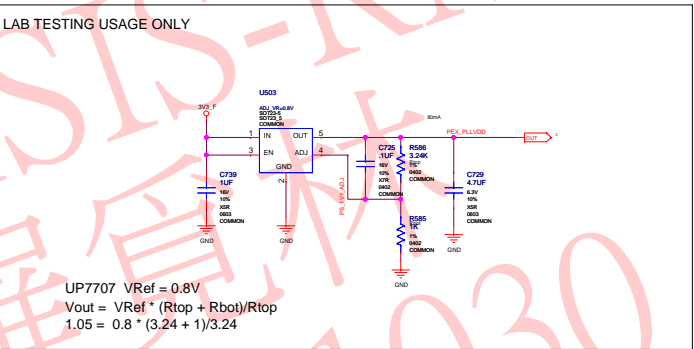 LAB TESTING USAGE ONLY
U503
3V3_F
ADJ_VR=0.8V
SOT23-5
SOT23_5
COMMON
80mA
1 IN OUT 5
PEX_PLLVDD
OUT
3 EN ADJ 4
GND
2
C739
1UF
16V
10%
X5R
0603
COMMON
GND
GND
C725
.1UF
16V
10%
X7R
0402
COMMON
PS_1V1_ADJ
R586
3.24K
1%
0402
COMMON
R585
1K
1%
0402
COMMON
GND
C729
4.7UF
6.3V
10%
X5R
0603
COMMON
GND
UP7707 VRef = 0.8V
Vout = VRef * (Rtop + Rbot)/Rtop
1.05 = 0.8 * (3.24 + 1)/3.24
1030